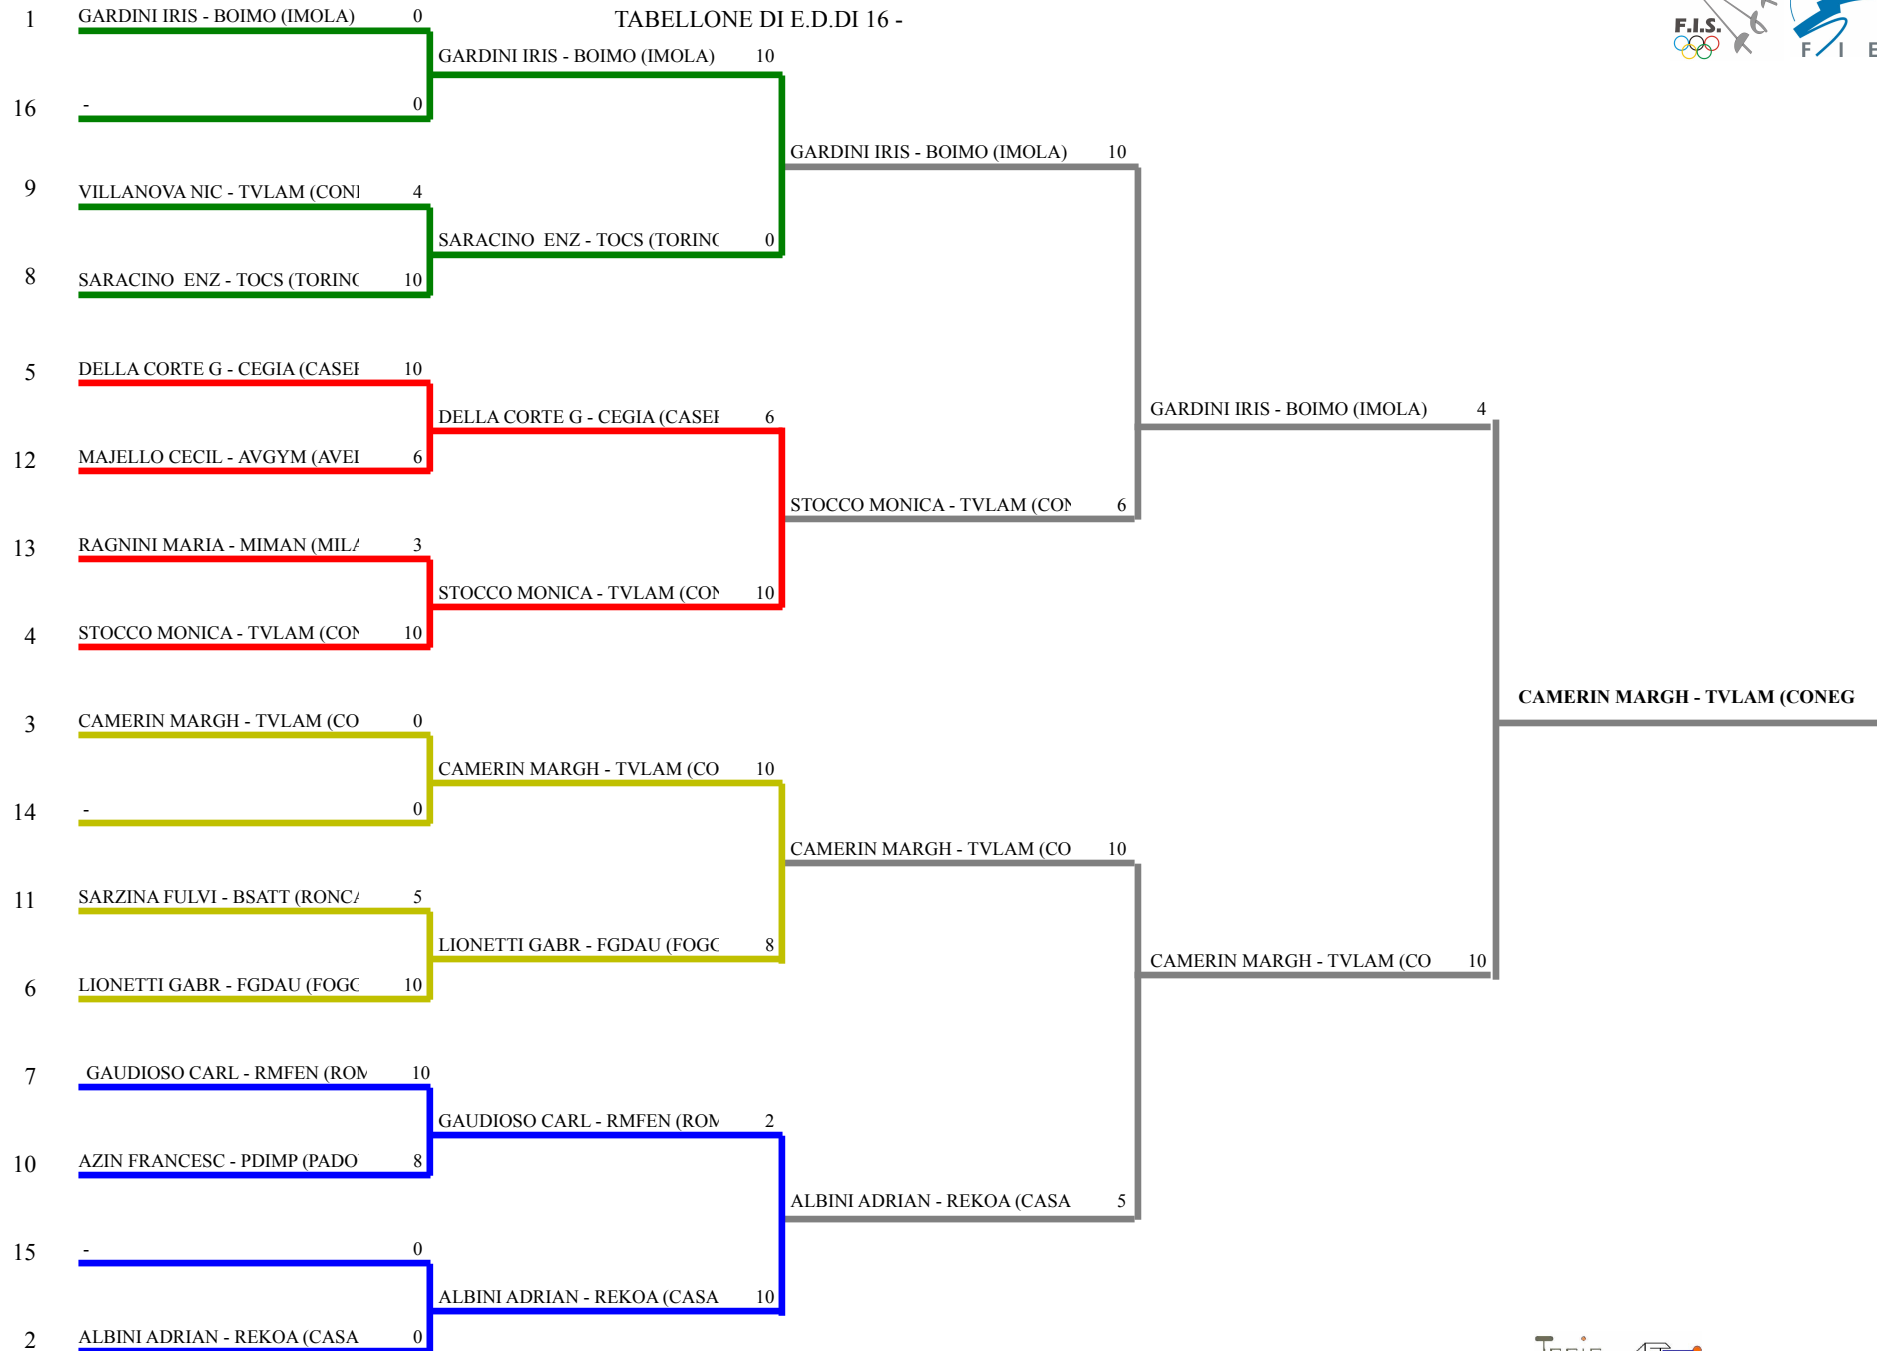 TABELLONE DI E.D.DI 16 -
F.I.S.
F I E
1 GARDINI IRIS - BOIMO (IMOLA) 0
GARDINI IRIS - BOIMO (IMOLA) 10
16 - 0
GARDINI IRIS - BOIMO (IMOLA) 10
9 VILLANOVA NIC - TVLAM (CON 4
SARACINO ENZ - TOCS (TORINO 0
8 SARACINO ENZ - TOCS (TORINO 10
5 DELLA CORTE G - CEGIA (CASE 10
GARDINI IRIS - BOIMO (IMOLA) 4
DELLA CORTE G - CEGIA (CASE 6
12 MAJELLO CECIL - AVGYM (AVE 6
STOCCO MONICA - TVLAM (CON 6
13 RAGNINI MARIA - MIMAN (MILA 3
STOCCO MONICA - TVLAM (CON 10
4 STOCCO MONICA - TVLAM (CON 10
CAMERIN MARGH - TVLAM (CONEG
3 CAMERIN MARGH - TVLAM (CO 0
CAMERIN MARGH - TVLAM (CO 10
14 - 0
CAMERIN MARGH - TVLAM (CO 10
11 SARZINA FULVI - BSATT (RONCA 5
LIONETTI GABR - FGDAU (FOGG 8
CAMERIN MARGH - TVLAM (CO 10
6 LIONETTI GABR - FGDAU (FOGG 10
7 GAUDIOSO CARL - RMFEN (ROM 10
GAUDIOSO CARL - RMFEN (ROM 2
10 AZIN FRANCESC - PDIMP (PADO 8
ALBINI ADRIAN - REKOA (CASA 5
15 - 0
ALBINI ADRIAN - REKOA (CASA 10
2 ALBINI ADRIAN - REKOA (CASA 0